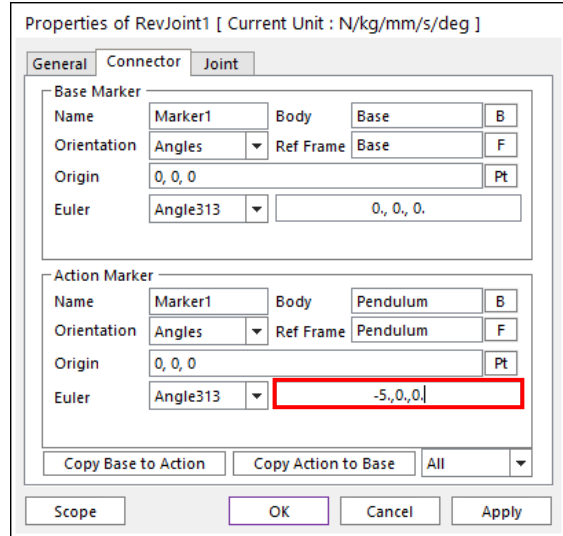 Properties of RevJoint1 [ Current Unit : N/kg/mm/s/deg ]
General Connector Joint
Base Marker
Name Marker1 Body Base B
Orientation Angles Ref Frame Base F
Origin 0, 0, 0 Pt
Euler Angle313 0., 0., 0.
Action Marker
Name Marker1 Body Pendulum B
Orientation Angles Ref Frame Pendulum F
Origin 0, 0, 0 Pt
Euler Angle313 -5.,0.,0.
Copy Base to Action Copy Action to Base All
Scope OK Cancel Apply